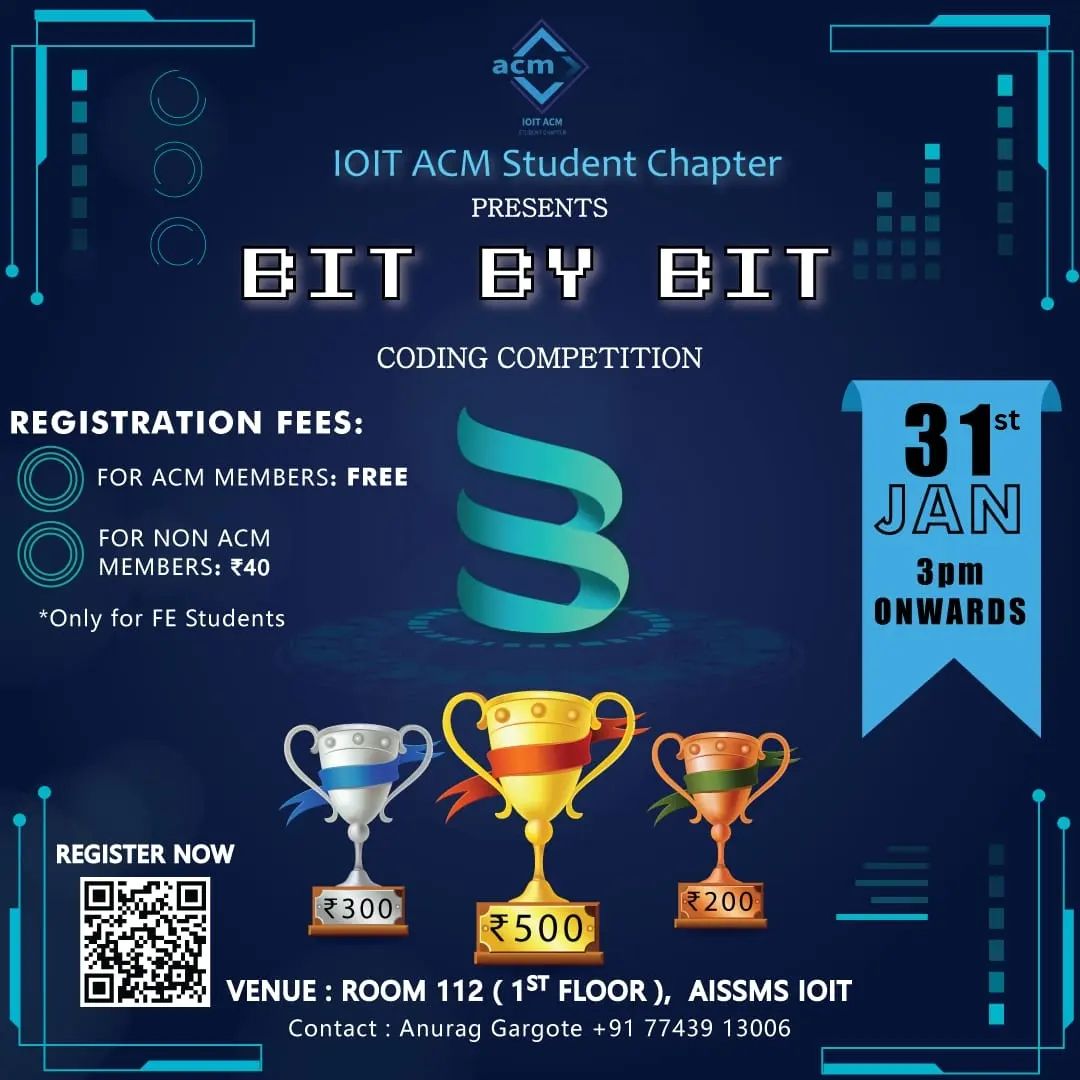 acm
IOIT ACM
STUDENT CHAPTER
IOIT ACM Student Chapter
PRESENTS
BIT BY BIT
CODING COMPETITION
REGISTRATION FEES:
FOR ACM MEMBERS: FREE
FOR NON ACM
MEMBERS: ₹40
*Only for FE Students
31st
JAN
3pm
ONWARDS
₹300
₹500
₹200
REGISTER NOW
VENUE : ROOM 112 ( 1ST FLOOR ), AISSMS IOIT
Contact : Anurag Gargote +91 77439 13006